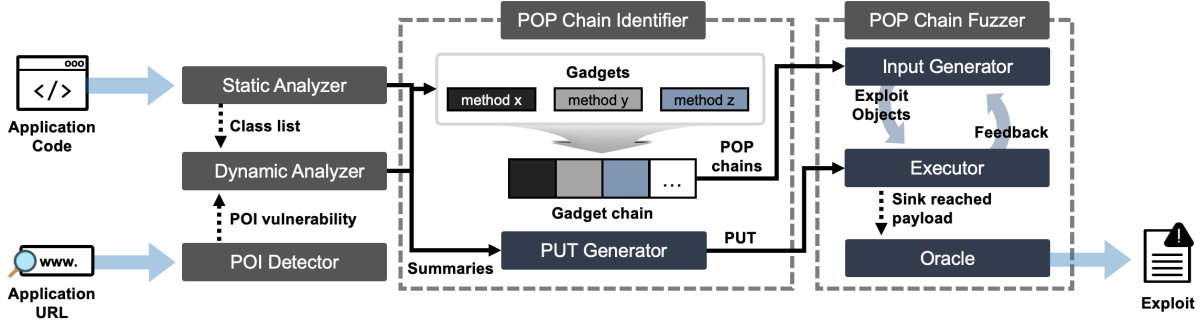 POP Chain Identifier
POP Chain Fuzzer
ooo
</>
Application
Code
Static Analyzer
Class list
Dynamic Analyzer
POI vulnerability
POI Detector
www.
Application
URL
Gadgets
method x
method y
method z
...
Gadget chain
POP
chains
Summaries
PUT Generator
PUT
Input Generator
Exploit
Objects
Feedback
Executor
Sink reached
payload
Oracle
!
Exploit